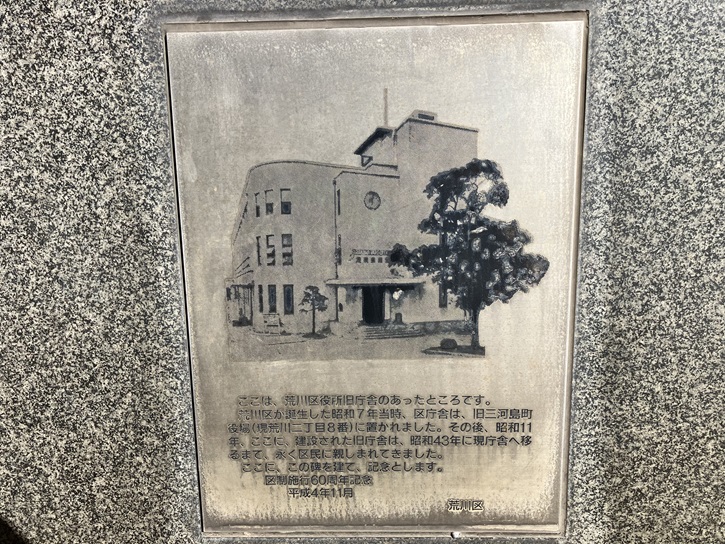 ここは、荒川区役所旧庁舎のあったところです。
荒川区が誕生した昭和7年当時、区庁舎は、旧三河島町
役場(現荒川二丁目8番)に置かれました。その後、昭和11
年、ここに、建設された旧庁舎は、昭和43年に現庁舎へ移
るまで、永く区民に親しまれてきました。
ここに、この碑を建て、記念とします。
区制施行60周年記念
平成4年11月
荒川区